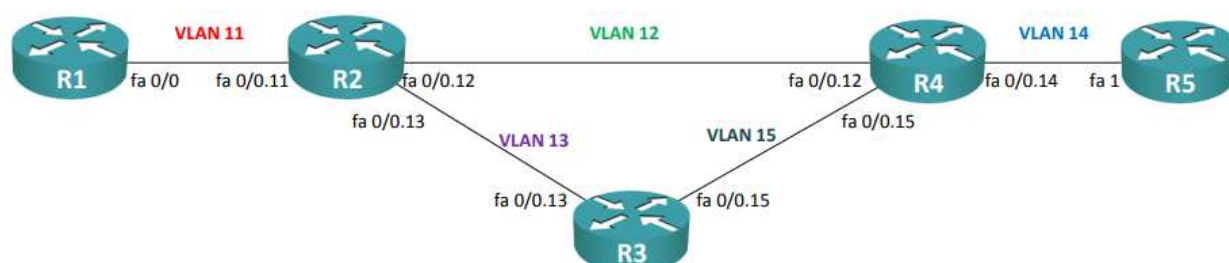 VLAN 11
VLAN 12
VLAN 14
R1
R2
R4
R5
fa 0/0
fa 0/0.11
fa 0/0.12
fa 0/0.12
fa 0/0.14
fa 1
fa 0/0.13
fa 0/0.15
VLAN 13
VLAN 15
fa 0/0.13
fa 0/0.15
R3